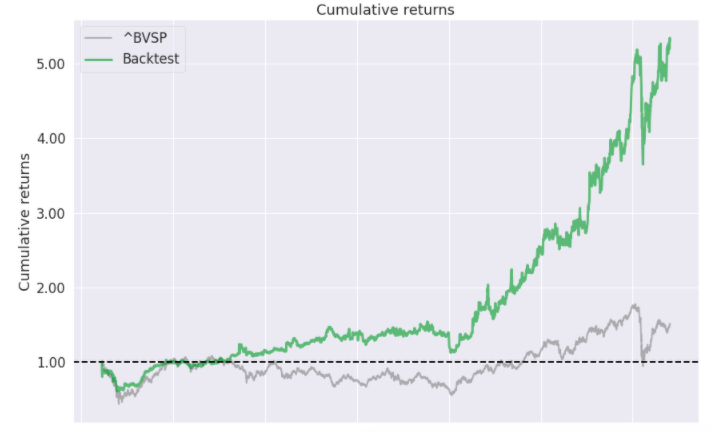 Cumulative returns
^BVSP
Backtest
5.00
4.00
3.00
2.00
1.00
Cumulative returns